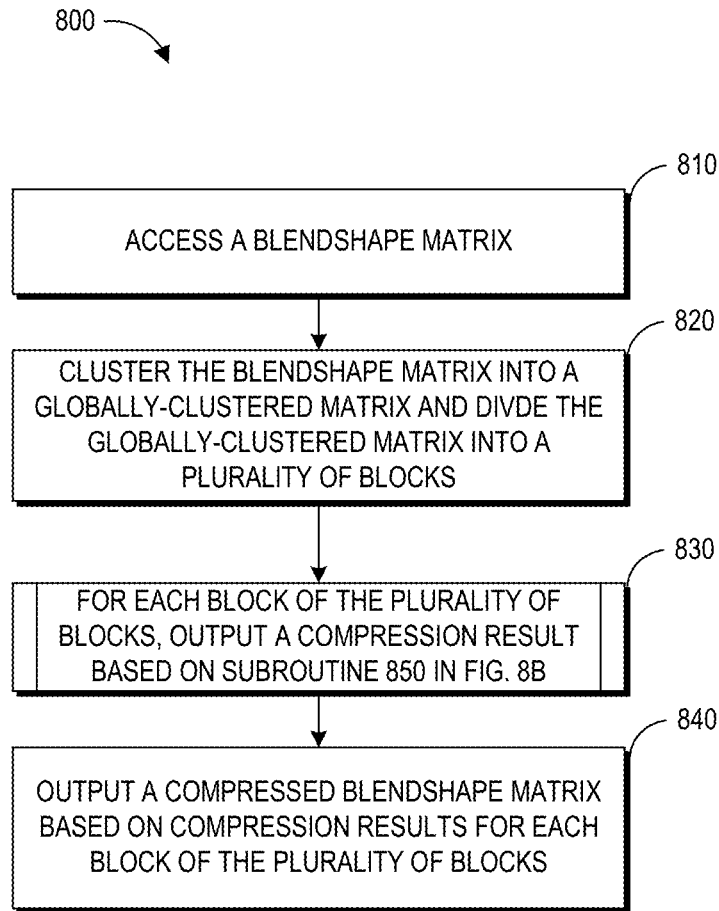 800
810
ACCESS A BLENDSHAPE MATRIX
820
CLUSTER THE BLENDSHAPE MATRIX INTO A
GLOBALLY-CLUSTERED MATRIX AND DIVDE THE
GLOBALLY-CLUSTERED MATRIX INTO A
PLURALITY OF BLOCKS
830
FOR EACH BLOCK OF THE PLURALITY OF
BLOCKS, OUTPUT A COMPRESSION RESULT
BASED ON SUBROUTINE 850 IN FIG. 8B
840
OUTPUT A COMPRESSED BLENDSHAPE MATRIX
BASED ON COMPRESSION RESULTS FOR EACH
BLOCK OF THE PLURALITY OF BLOCKS